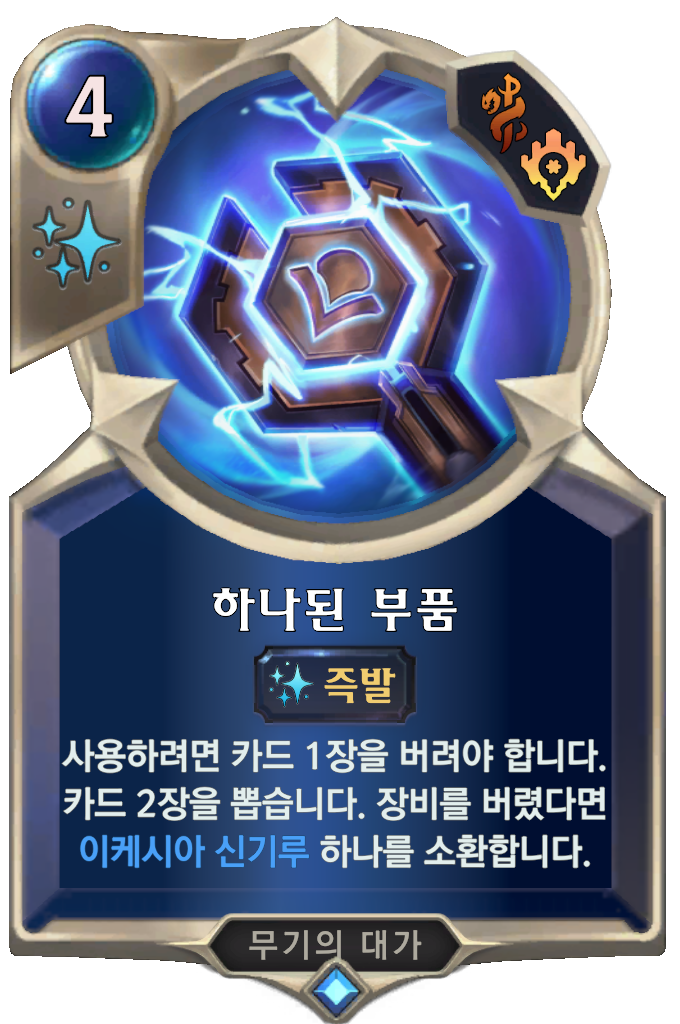 4
하나된 부품
즉발
사용하려면 카드 1장을 버려야 합니다.
카드 2장을 뽑습니다. 장비를 버렸다면
이케시아 신기루 하나를 소환합니다.
무기의 대가